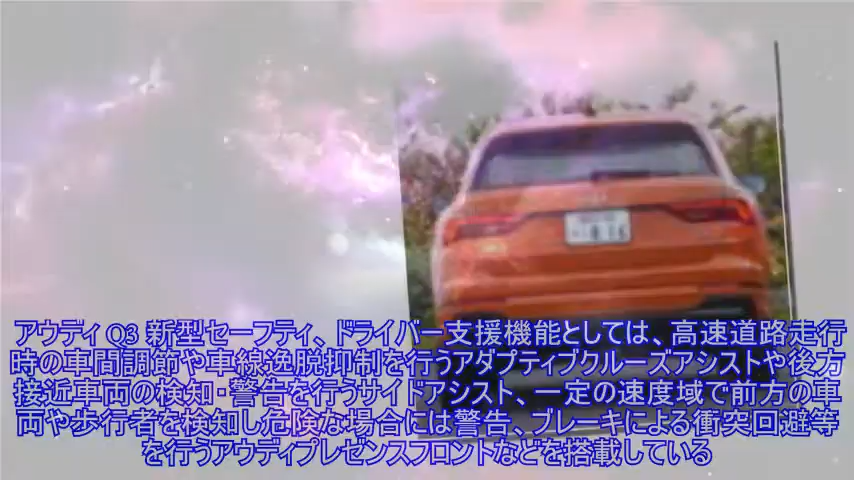 アウディ Q3 新型セーフティ、ドライバー支援機能としては、高速道路走行
時の車間調節や車線逸脱抑制を行うアダプティブクルーズアシストや後方
接近車両の検知・警告を行うサイドアシスト、一定の速度域で前方の車
両や歩行者を検知し危険な場合には警告、ブレーキによる衝突回避等
を行うアウディプレゼンスフロントなどを搭載している